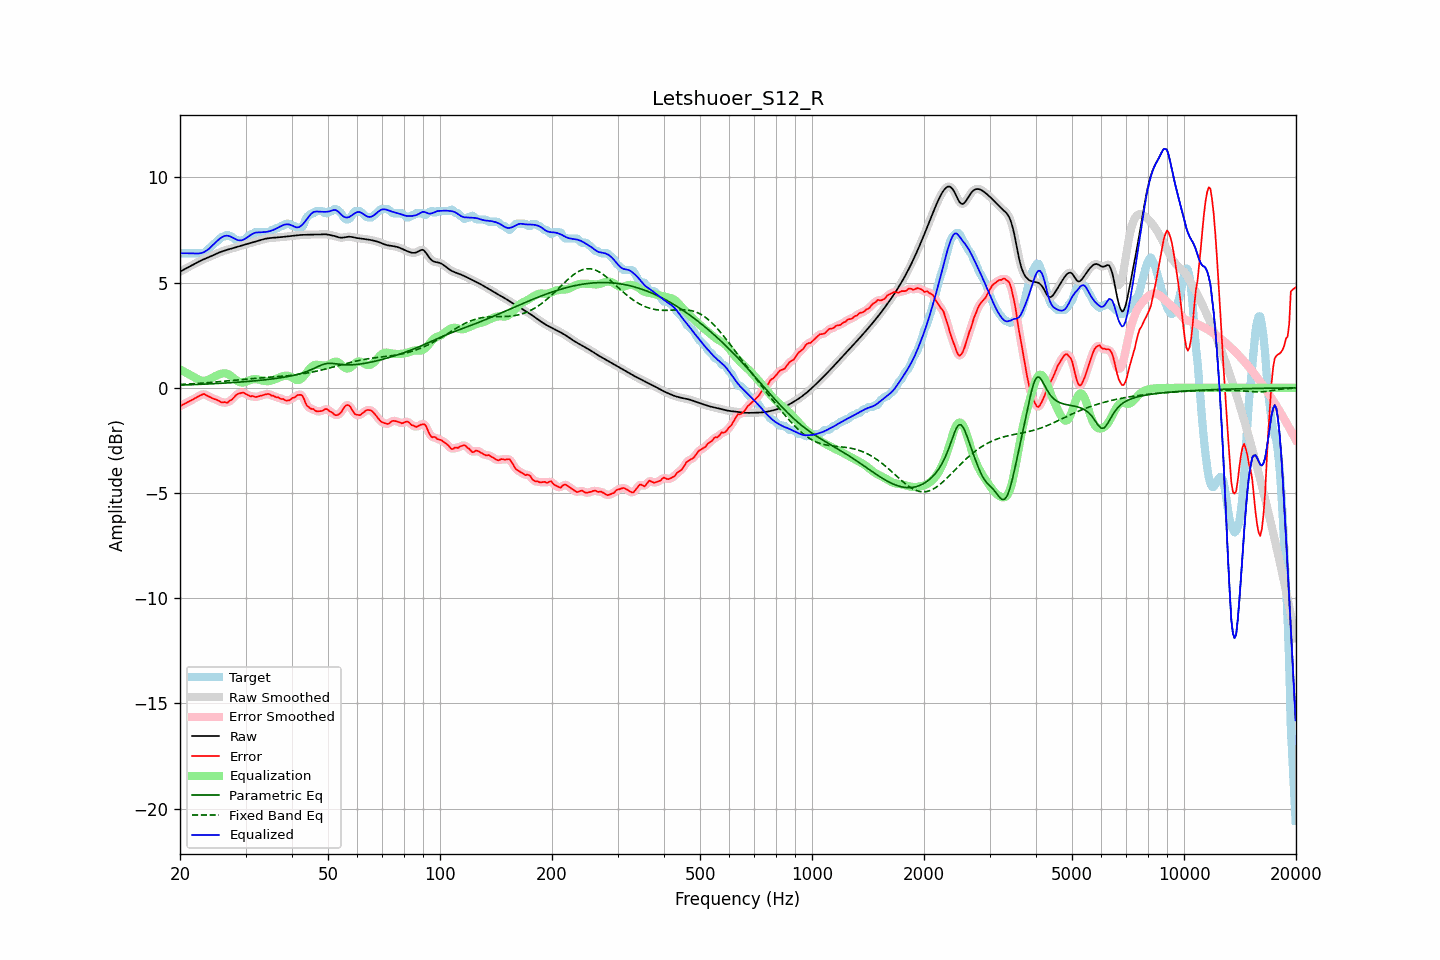 Letshuoer_S12_R
Amplitude (dBr)
10
5
0
−5
−10
−15
−20
Target
Raw Smoothed
Error Smoothed
Raw
Error
Equalization
Parametric Eq
Fixed Band Eq
Equalized
20 50 100 200 500 1000 2000 5000 10000 20000
Frequency (Hz)